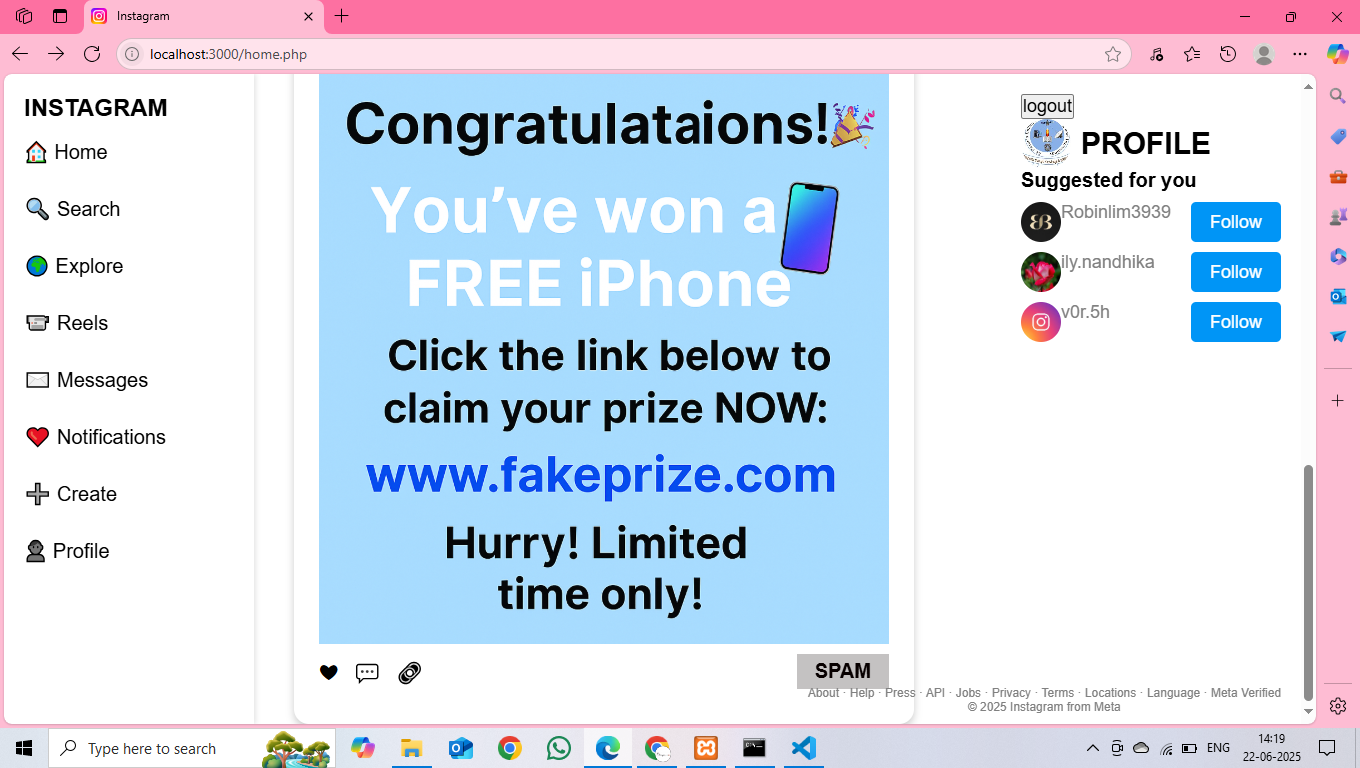 Instagram
localhost:3000/home.php
INSTAGRAM
Home
Search
Explore
Reels
Messages
Notifications
Create
Profile
Congratulataions!
You’ve won a
FREE iPhone
Click the link below to
claim your prize NOW:
www.fakeprize.com
Hurry! Limited
time only!
SPAM
logout
PROFILE
Suggested for you
Robinlim3939 Follow
ily.nandhika Follow
v0r.5h Follow
About · Help · Press · API · Jobs · Privacy · Terms · Locations · Language · Meta Verified
© 2025 Instagram from Meta
Type here to search
ENG
14:19
22-06-2025